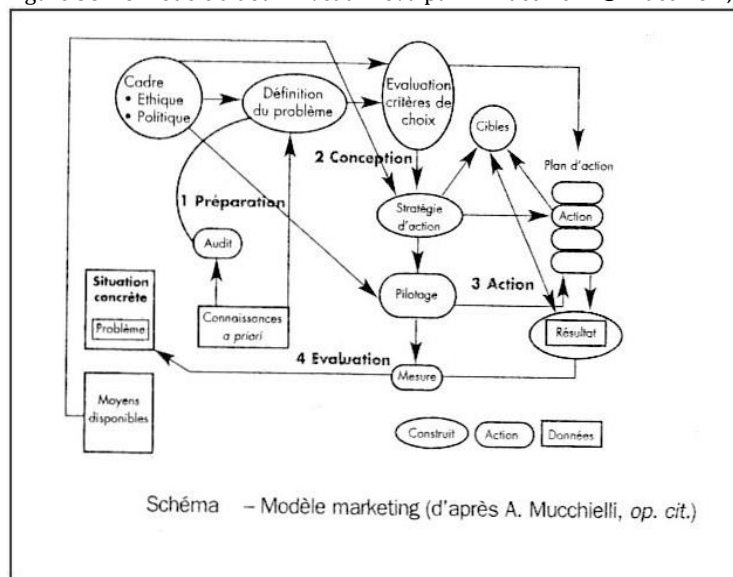 Cadre
• Ethique
• Politique
Définition
du problème
Evaluation
critères de
choix
Cibles
Plan d'action
2 Conception
1 Préparation
Stratégie
d'action
Action
Audit
Situation
concrète
Problème
Connaissances
a priori
Pilotage
3 Action
Résultat
4 Evaluation
Mesure
Moyens
disponibles
Construit
Action
Données
Schéma – Modèle marketing (d'après A. Mucchielli, op. cit.)